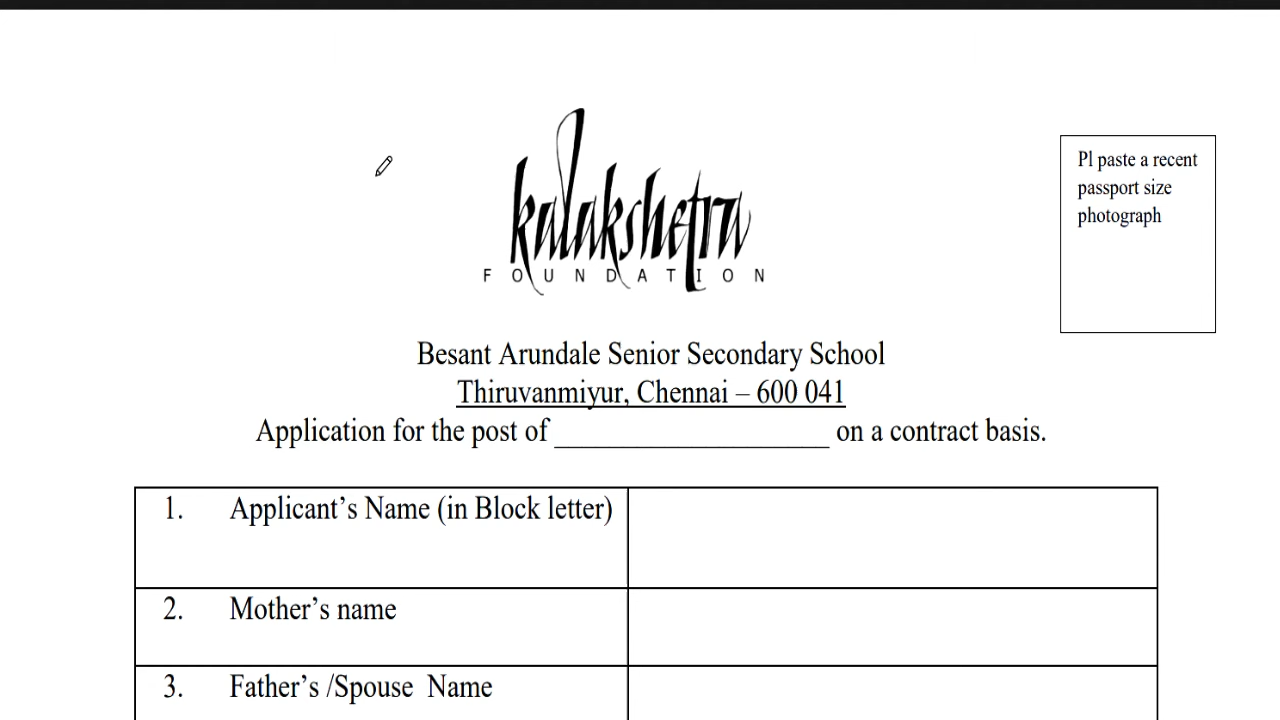 kalakshetra
FOUNDATION
Pl paste a recent
passport size
photograph
Besant Arundale Senior Secondary School
Thiruvanmiyur, Chennai – 600 041
Application for the post of ____________________ on a contract basis.
1. Applicant’s Name (in Block letter)
2. Mother’s name
3. Father’s /Spouse Name